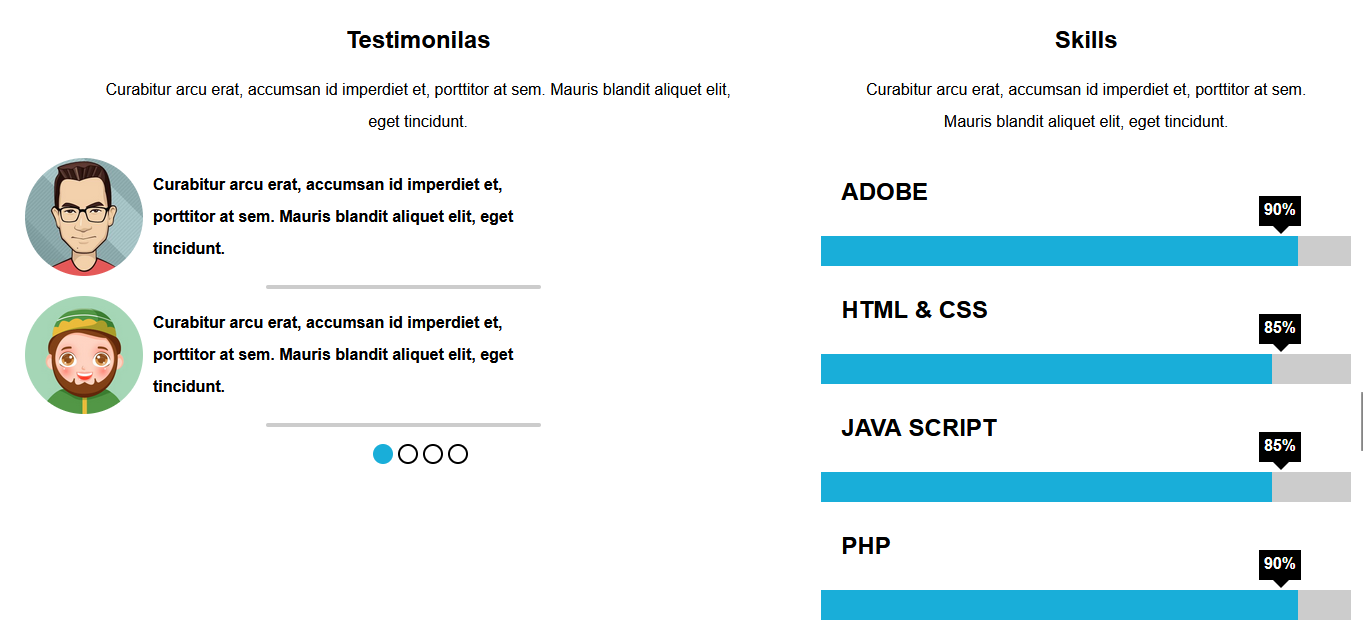 Testimonilas
Curabitur arcu erat, accumsan id imperdiet et, porttitor at sem. Mauris blandit aliquet elit,
eget tincidunt.
Curabitur arcu erat, accumsan id imperdiet et,
porttitor at sem. Mauris blandit aliquet elit, eget
tincidunt.
Curabitur arcu erat, accumsan id imperdiet et,
porttitor at sem. Mauris blandit aliquet elit, eget
tincidunt.
Skills
Curabitur arcu erat, accumsan id imperdiet et, porttitor at sem.
Mauris blandit aliquet elit, eget tincidunt.
ADOBE
90%
HTML & CSS
85%
JAVA SCRIPT
85%
PHP
90%